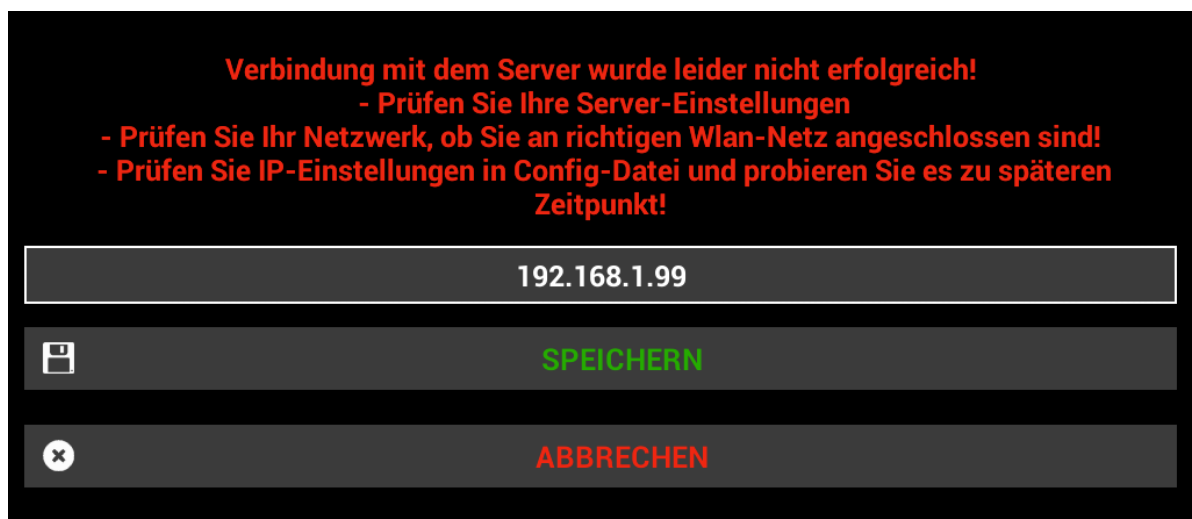 Verbindung mit dem Server wurde leider nicht erfolgreich!
- Prüfen Sie Ihre Server-Einstellungen
- Prüfen Sie Ihr Netzwerk, ob Sie an richtigen Wlan-Netz angeschlossen sind!
- Prüfen Sie IP-Einstellungen in Config-Datei und probieren Sie es zu späteren
Zeitpunkt!
192.168.1.99
SPEICHERN
ABBRECHEN